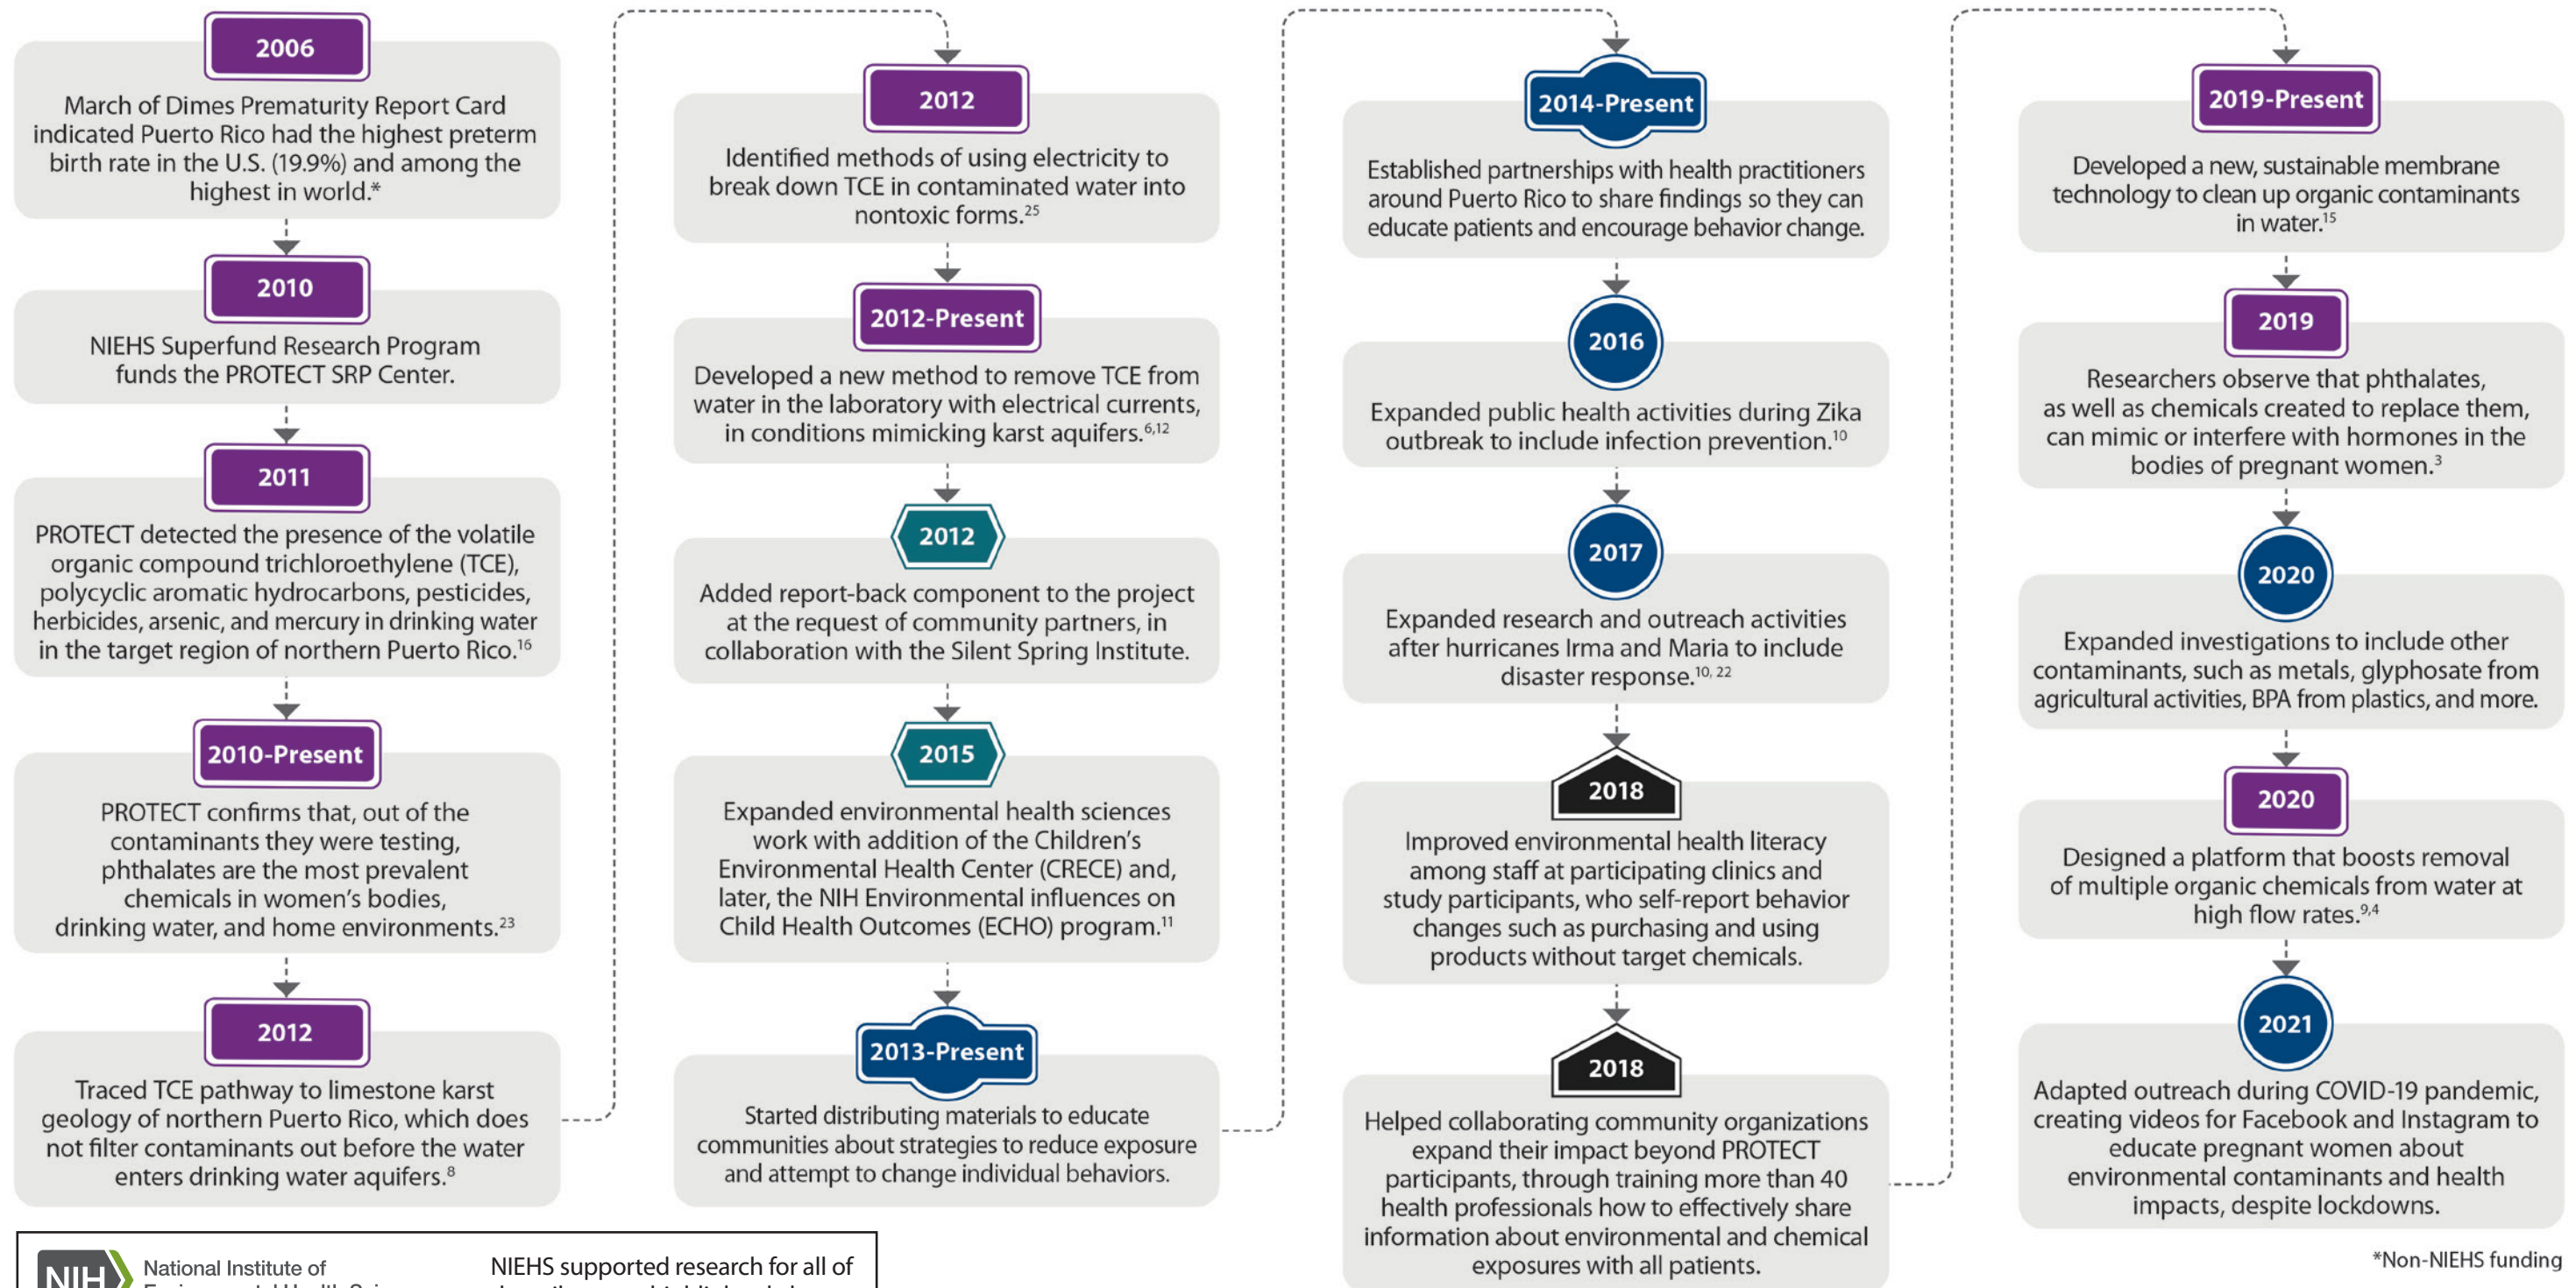 2006
March of Dimes Prematurity Report Card
indicated Puerto Rico had the highest preterm
birth rate in the U.S. (19.9%) and among the
highest in world.*
2010
NIEHS Superfund Research Program
funds the PROTECT SRP Center.
2011
PROTECT detected the presence of the volatile
organic compound trichloroethylene (TCE),
polycyclic aromatic hydrocarbons, pesticides,
herbicides, arsenic, and mercury in drinking water
in the target region of northern Puerto Rico.16
2010-Present
PROTECT confirms that, out of the
contaminants they were testing,
phthalates are the most prevalent
chemicals in women’s bodies,
drinking water, and home environments.23
2012
Traced TCE pathway to limestone karst
geology of northern Puerto Rico, which does
not filter contaminants out before the water
enters drinking water aquifers.8
2012
Identified methods of using electricity to
break down TCE in contaminated water into
nontoxic forms.25
2012-Present
Developed a new method to remove TCE from
water in the laboratory with electrical currents,
in conditions mimicking karst aquifers.6,12
2012
Added report-back component to the project
at the request of community partners, in
collaboration with the Silent Spring Institute.
2015
Expanded environmental health sciences
work with addition of the Children’s
Environmental Health Center (CRECE) and,
later, the NIH Environmental influences on
Child Health Outcomes (ECHO) program.11
2013-Present
Started distributing materials to educate
communities about strategies to reduce exposure
and attempt to change individual behaviors.
2014-Present
Established partnerships with health practitioners
around Puerto Rico to share findings so they can
educate patients and encourage behavior change.
2016
Expanded public health activities during Zika
outbreak to include infection prevention.10
2017
Expanded research and outreach activities
after hurricanes Irma and Maria to include
disaster response.10, 22
2018
Improved environmental health literacy
among staff at participating clinics and
study participants, who self-report behavior
changes such as purchasing and using
products without target chemicals.
2018
Helped collaborating community organizations
expand their impact beyond PROTECT
participants, through training more than 40
health professionals how to effectively share
information about environmental and chemical
exposures with all patients.
2019-Present
Developed a new, sustainable membrane
technology to clean up organic contaminants
in water.15
2019
Researchers observe that phthalates,
as well as chemicals created to replace them,
can mimic or interfere with hormones in the
bodies of pregnant women.3
2020
Expanded investigations to include other
contaminants, such as metals, glyphosate from
agricultural activities, BPA from plastics, and more.
2020
Designed a platform that boosts removal
of multiple organic chemicals from water at
high flow rates.9,4
2021
Adapted outreach during COVID-19 pandemic,
creating videos for Facebook and Instagram to
educate pregnant women about
environmental contaminants and health
impacts, despite lockdowns.
*Non-NIEHS funding
NIH
National Institute of
NIEHS supported research for all of